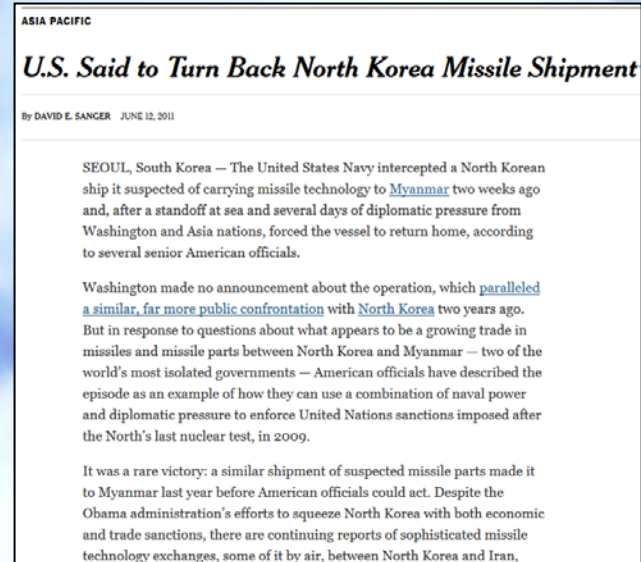 ASIA PACIFIC
U.S. Said to Turn Back North Korea Missile Shipment
By DAVID E. SANGER JUNE 12, 2011
SEOUL, South Korea — The United States Navy intercepted a North Korean
ship it suspected of carrying missile technology to Myanmar two weeks ago
and, after a standoff at sea and several days of diplomatic pressure from
Washington and Asia nations, forced the vessel to return home, according
to several senior American officials.
Washington made no announcement about the operation, which paralleled
a similar, far more public confrontation with North Korea two years ago.
But in response to questions about what appears to be a growing trade in
missiles and missile parts between North Korea and Myanmar — two of the
world's most isolated governments — American officials have described the
episode as an example of how they can use a combination of naval power
and diplomatic pressure to enforce United Nations sanctions imposed after
the North's last nuclear test, in 2009.
It was a rare victory: a similar shipment of suspected missile parts made it
to Myanmar last year before American officials could act. Despite the
Obama administration's efforts to squeeze North Korea with both economic
and trade sanctions, there are continuing reports of sophisticated missile
technology exchanges, some of it by air, between North Korea and Iran,